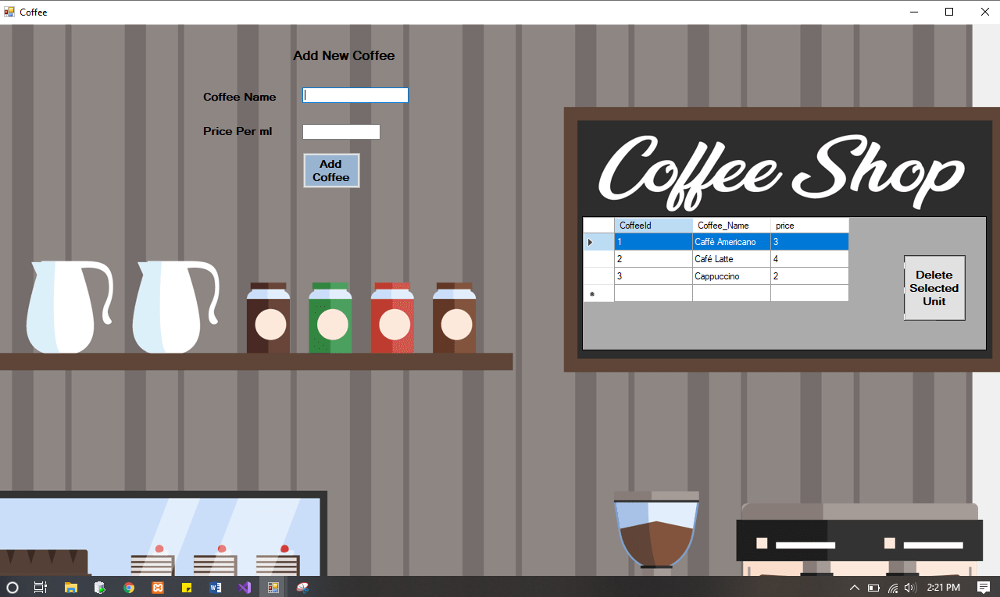 Coffee
Add New Coffee
Coffee Name
Price Per ml
Add
Coffee
Coffee Shop
CoffeeId Coffee_Name price
1 Caffè Americano 3
2 Café Latte 4
3 Cappuccino 2
Delete
Selected
Unit
2:21 PM